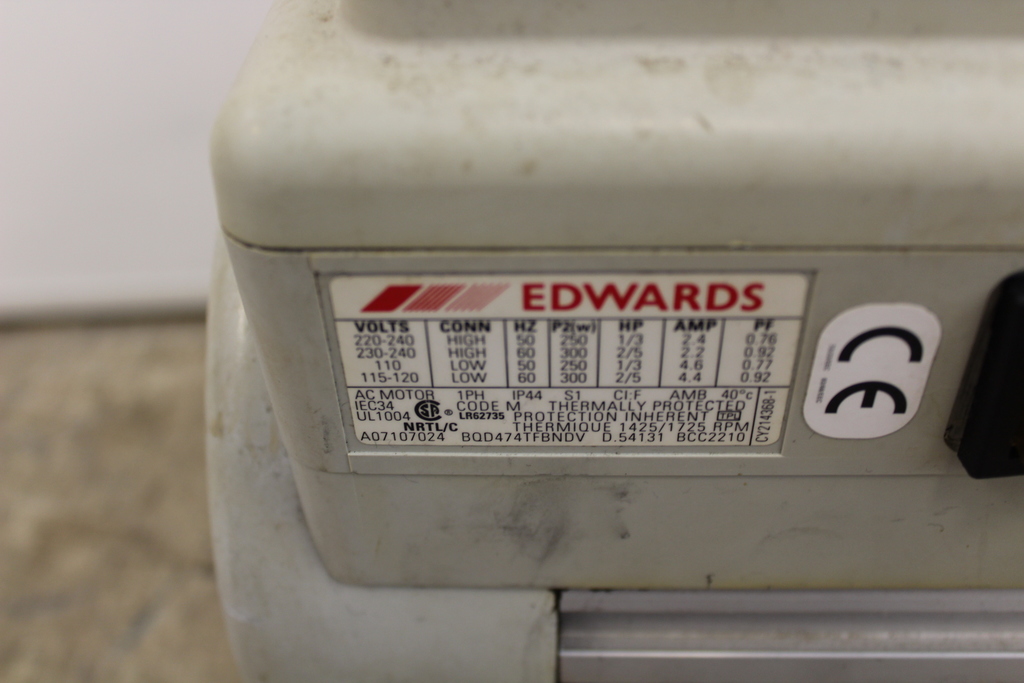 EDWARDS
VOLTS CONN HZ P2(w) HP AMP PF
220-240 HIGH 50 250 1/3 2.4 0.76
230-240 HIGH 60 300 2/5 2.2 0.92
110 LOW 50 250 1/3 4.6 0.77
115-120 LOW 60 300 2/5 4.4 0.92
AC MOTOR 1PH IP44 S1 CI:F AMB 40°c
IEC34 CODE M THERMALLY PROTECTED
UL1004 ® LR62735 PROTECTION INHERENT
NRTL/C THERMIQUE 1425/1725 RPM
A07107024 BQD474TFBNDV D.54131 BCC2210
CY214368-1
CE